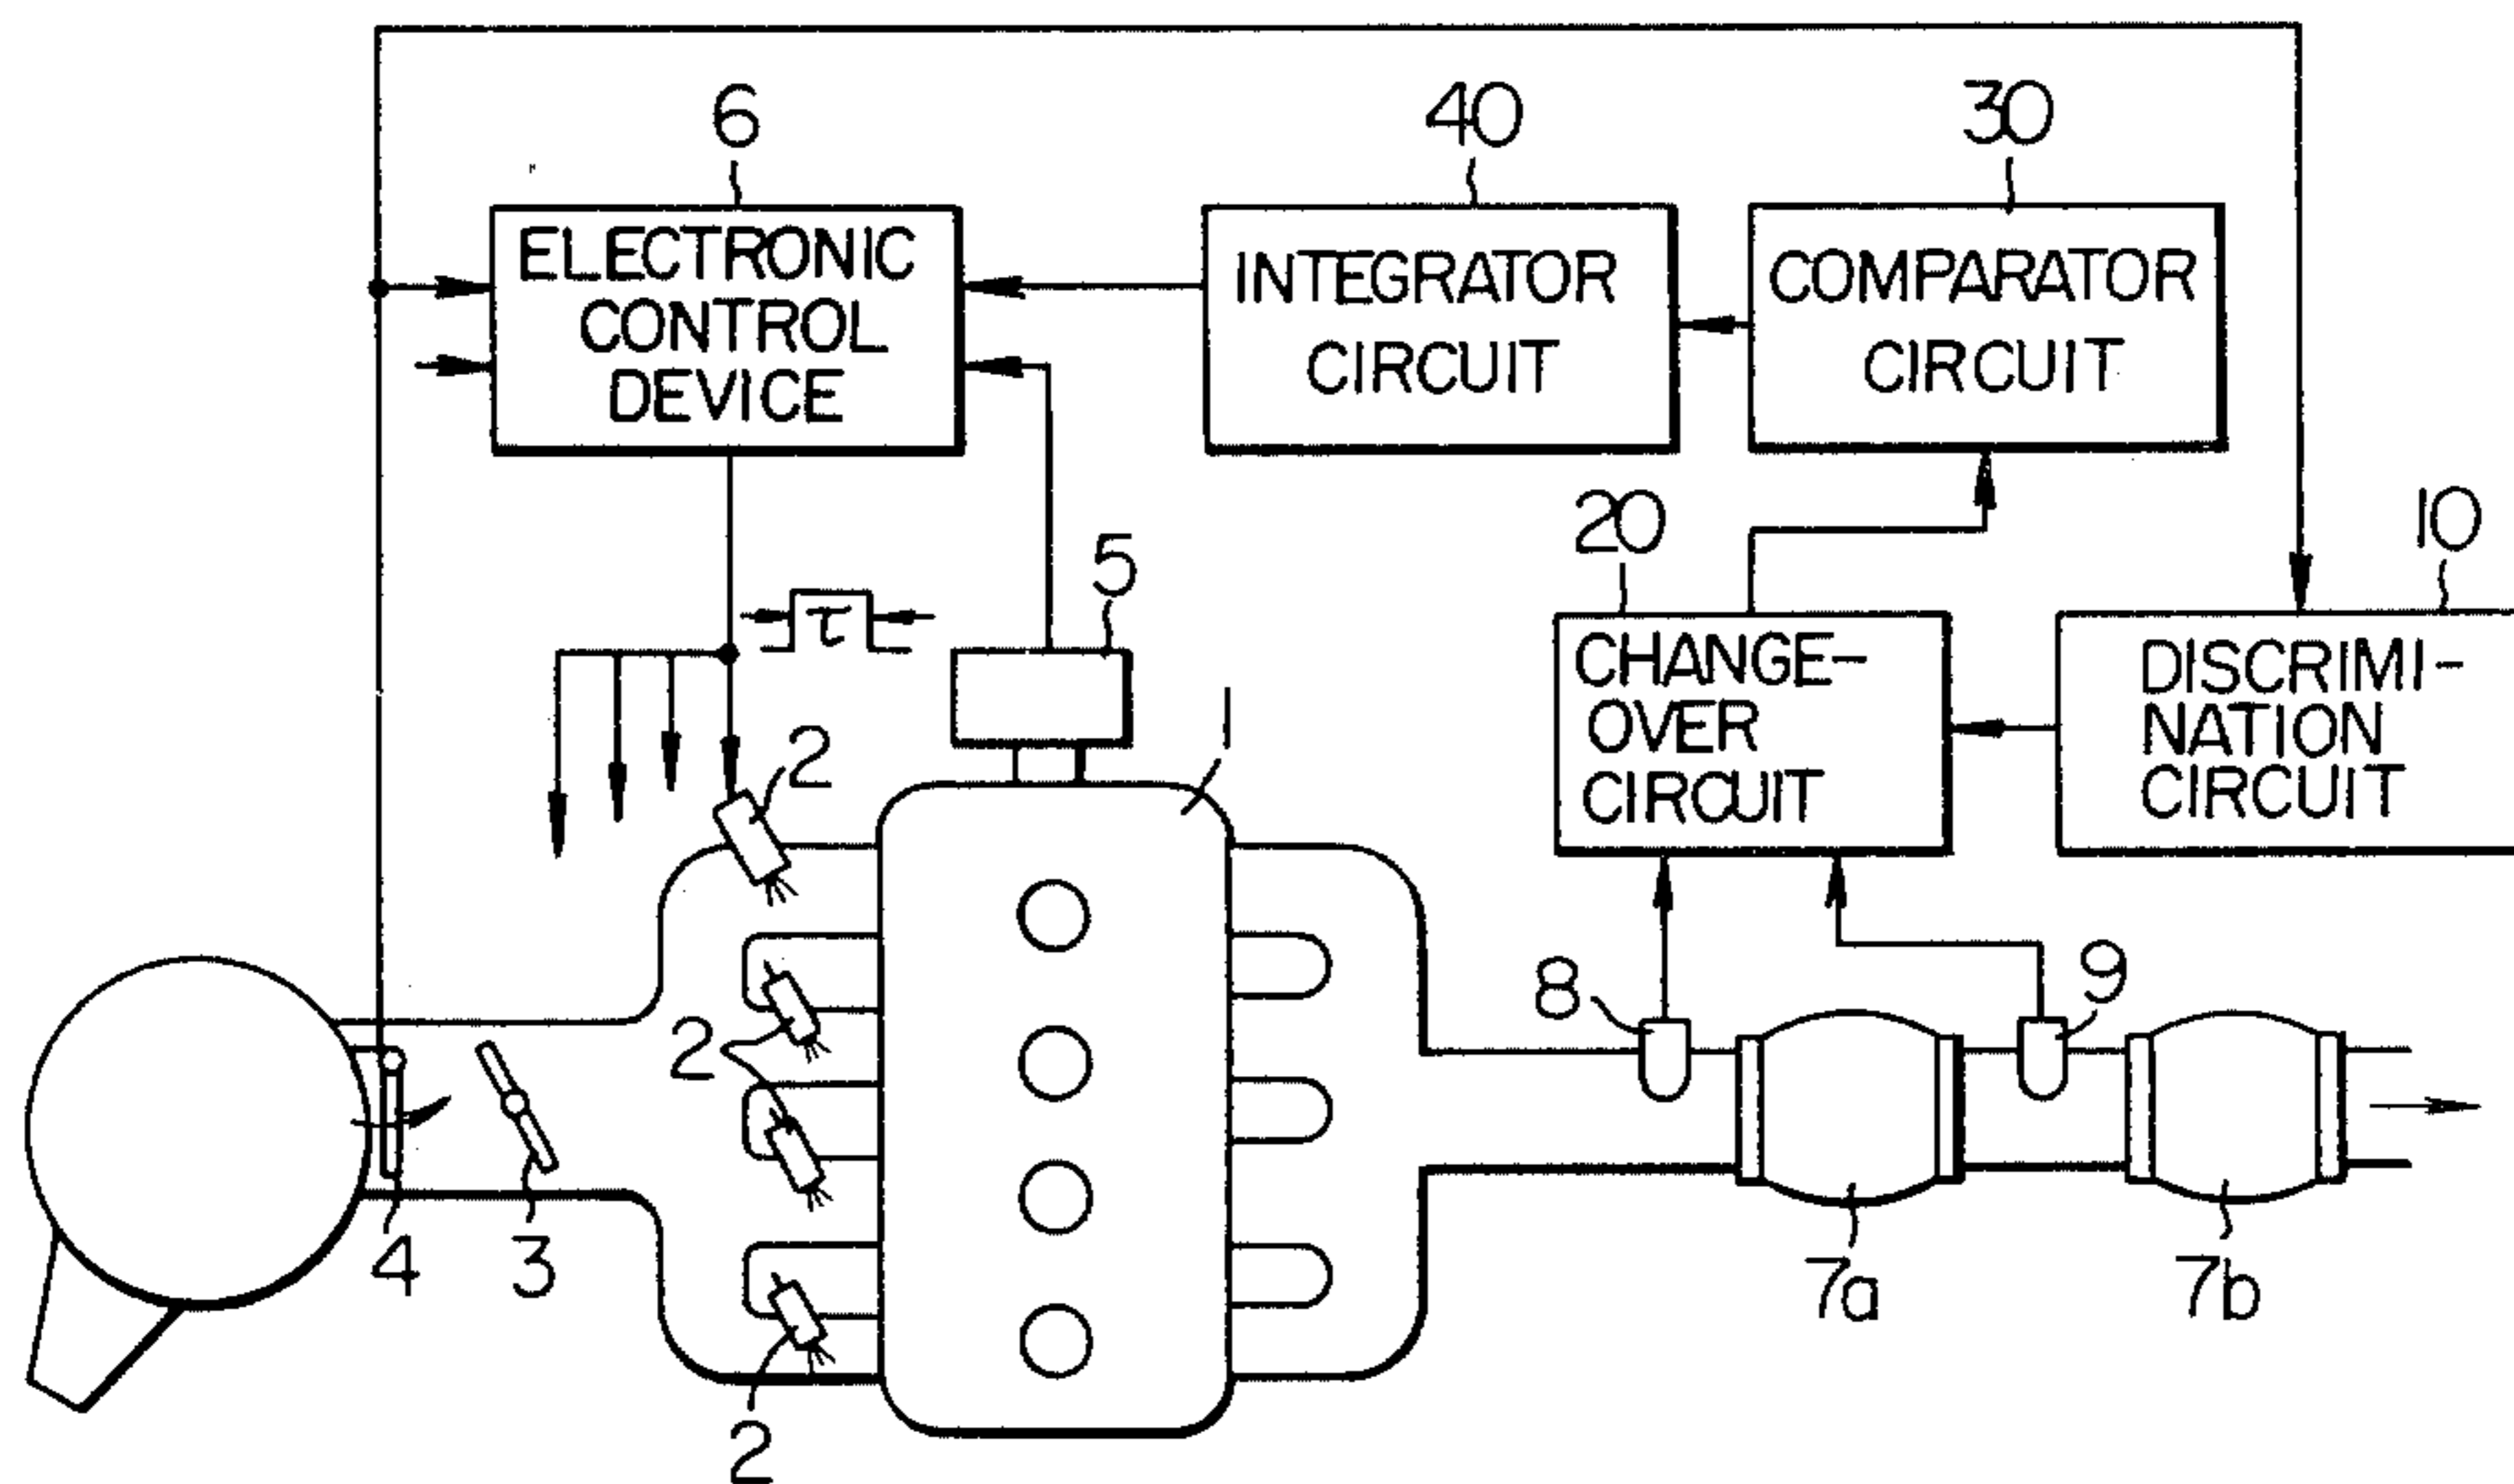 6
40
30
ELECTRONIC
CONTROL
DEVICE
INTEGRATOR
CIRCUIT
COMPARATOR
CIRCUIT
20
10
5
τ
CHANGE-
OVER
CIRCUIT
DISCRIMI-
NATION
CIRCUIT
1
2
8
9
2
4
3
7a
7b
2